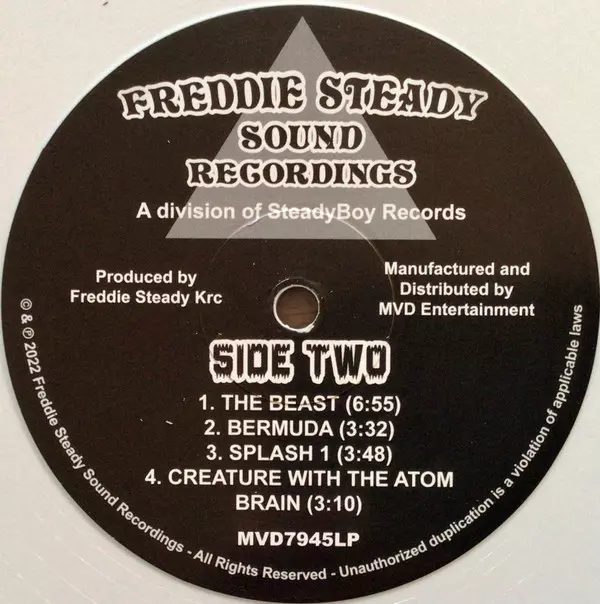 FREDDIE STEADY
SOUND
RECORDINGS
A division of SteadyBoy Records
Produced by
Freddie Steady Krc
Manufactured and
Distributed by
MVD Entertainment
SIDE TWO
1. THE BEAST (6:55)
2. BERMUDA (3:32)
3. SPLASH 1 (3:48)
4. CREATURE WITH THE ATOM
BRAIN (3:10)
MVD7945LP
© & ℗ 2022 Freddie Steady Sound Recordings - All Rights Reserved - Unauthorized duplication is a violation of applicable laws